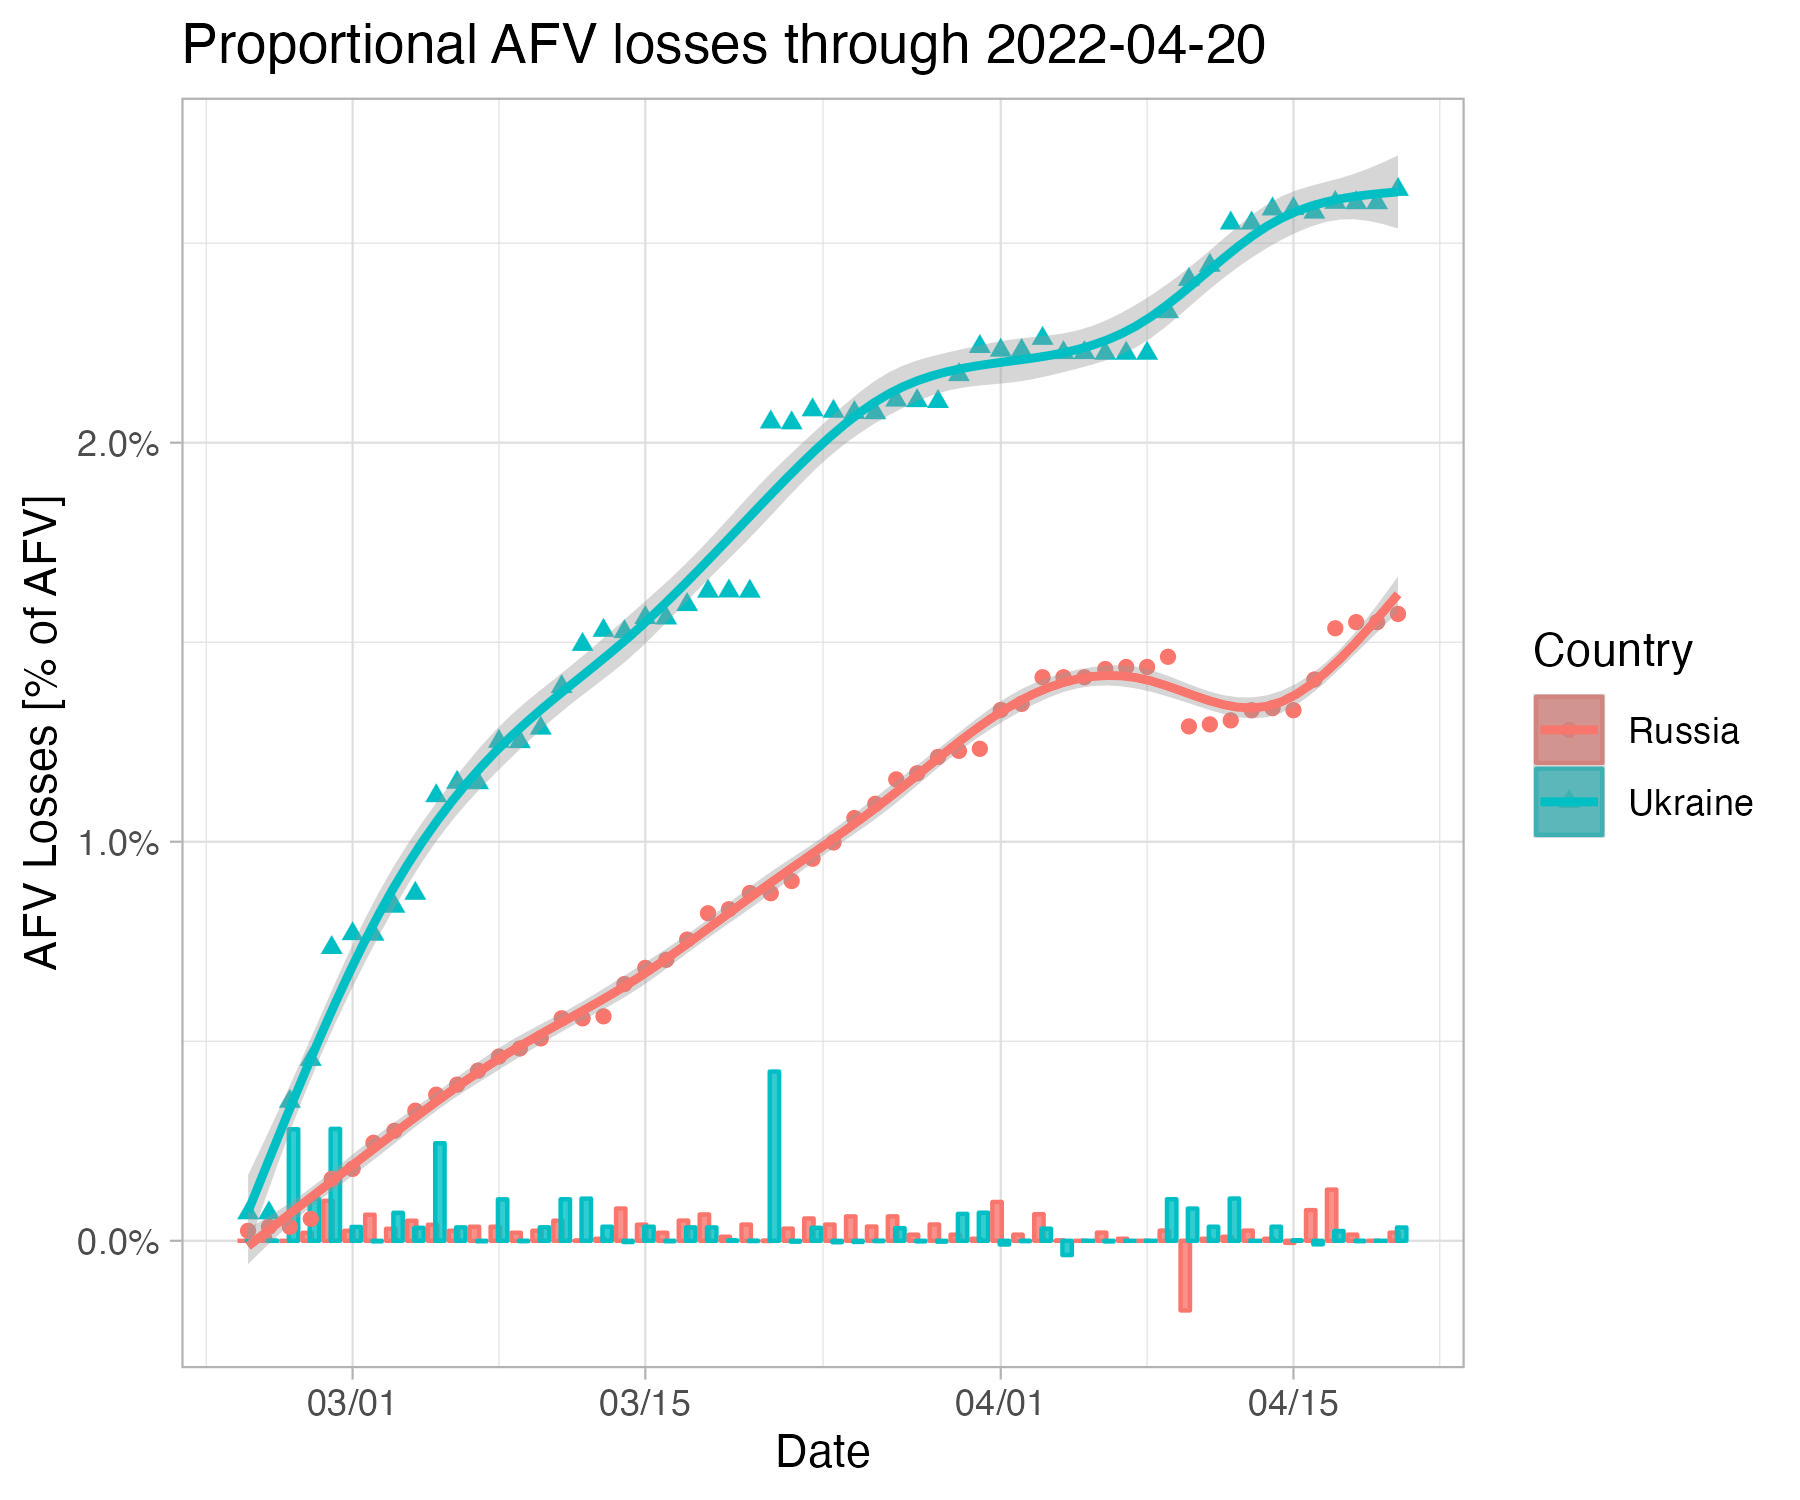 Proportional AFV losses through 2022-04-20
AFV Losses [% of AFV]
2.0%
1.0%
0.0%
03/01
03/15
04/01
04/15
Date
Country
Russia
Ukraine